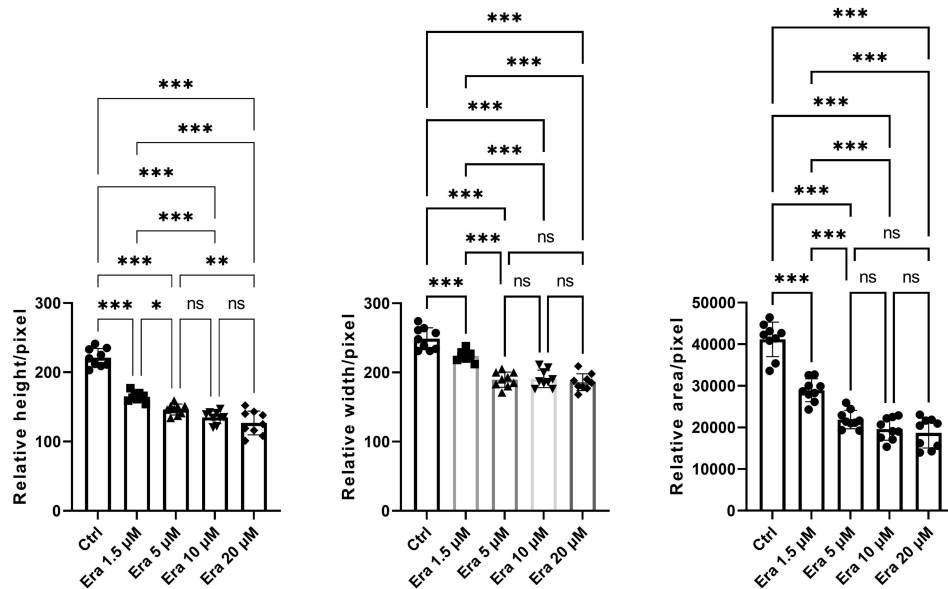 ***
***
***
***
*** **
*** * ns ns
300
200
100
0
Relative height/pixel
Ctrl
Era 1.5 μM
Era 5 μM
Era 10 μM
Era 20 μM
***
***
***
***
***
*** ns
*** ns ns
300
200
100
0
Relative width/pixel
Ctrl
Era 1.5 μM
Era 5 μM
Era 10 μM
Era 20 μM
***
***
***
***
***
*** ns
*** ns ns
50000
40000
30000
20000
10000
0
Relative area/pixel
Ctrl
Era 1.5 μM
Era 5 μM
Era 10 μM
Era 20 μM